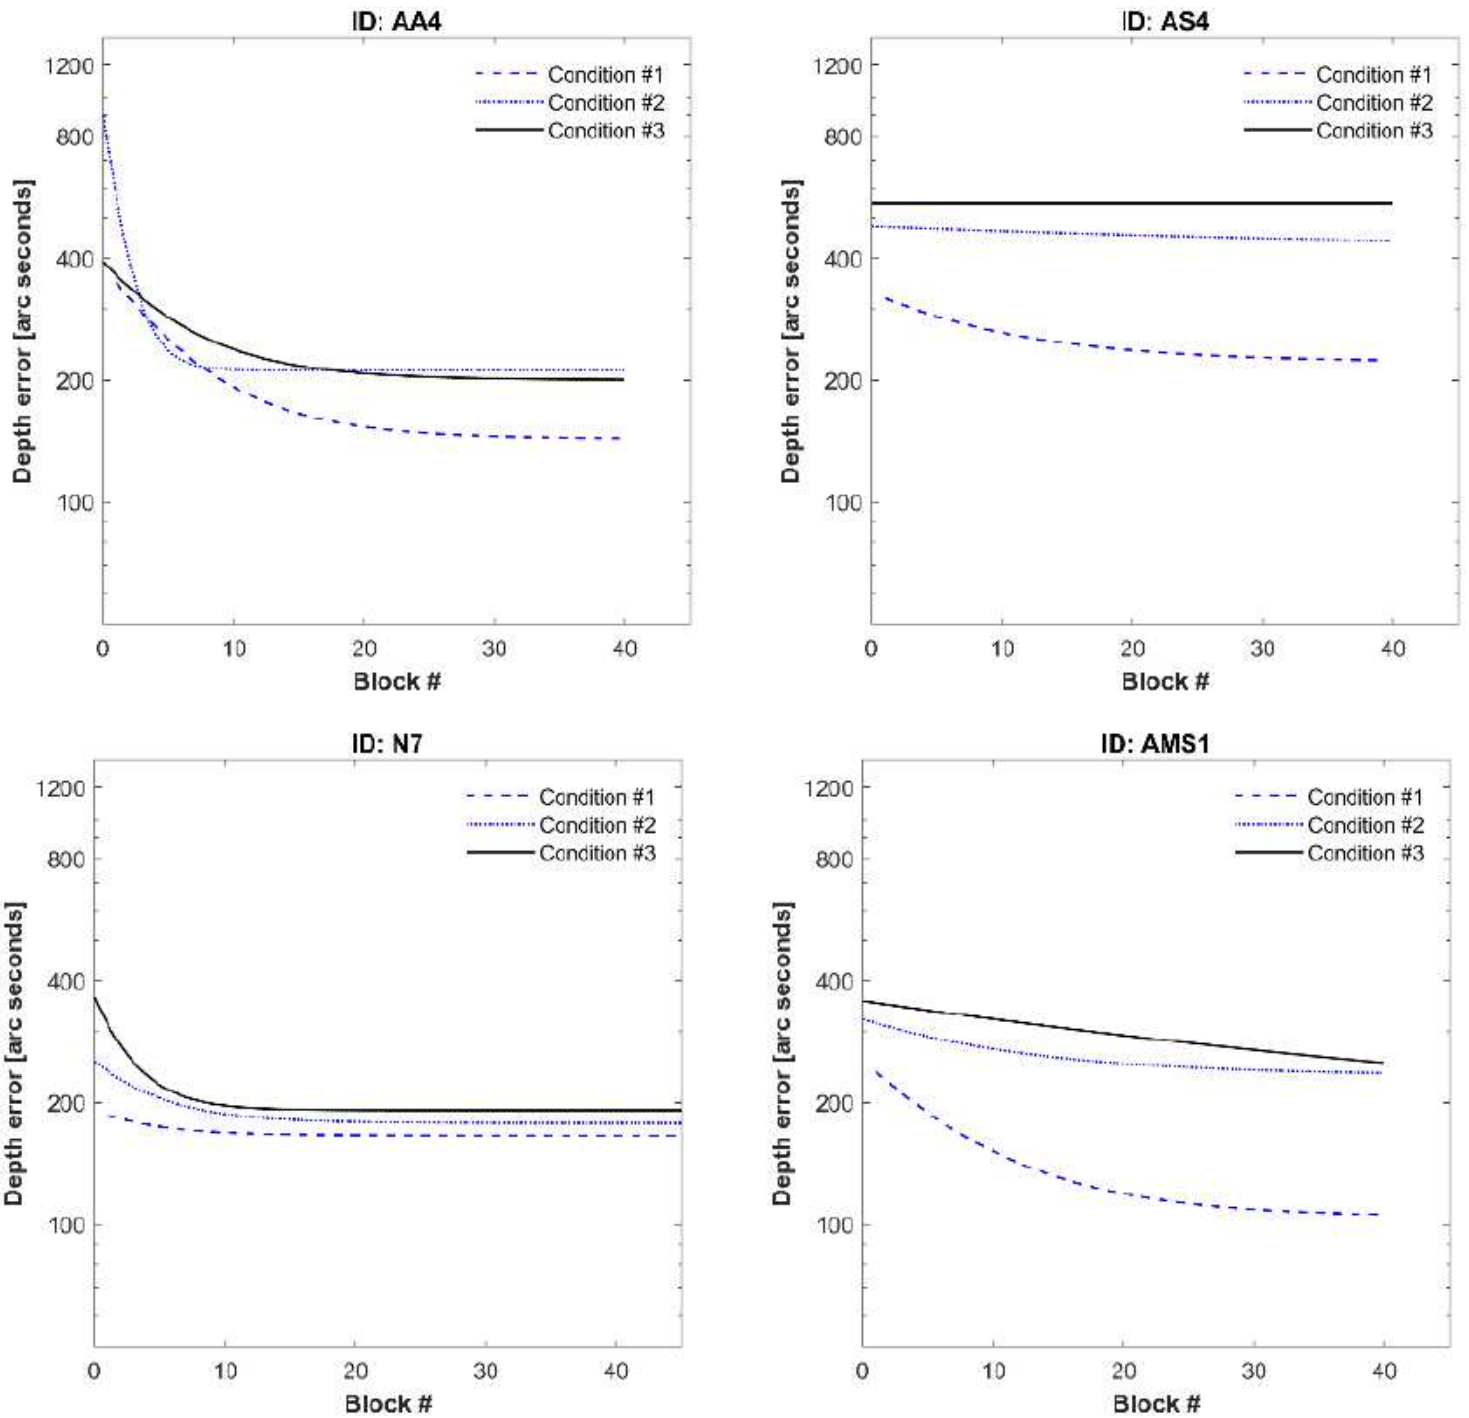 ID: AA4
1200
800
400
200
100
Depth error [arc seconds]
Condition #1
Condition #2
Condition #3
0 10 20 30 40
Block #
ID: AS4
1200
800
400
200
100
Depth error [arc seconds]
Condition #1
Condition #2
Condition #3
0 10 20 30 40
Block #
ID: N7
1200
800
400
200
100
Depth error [arc seconds]
Condition #1
Condition #2
Condition #3
0 10 20 30 40
Block #
ID: AMS1
1200
800
400
200
100
Depth error [arc seconds]
Condition #1
Condition #2
Condition #3
0 10 20 30 40
Block #